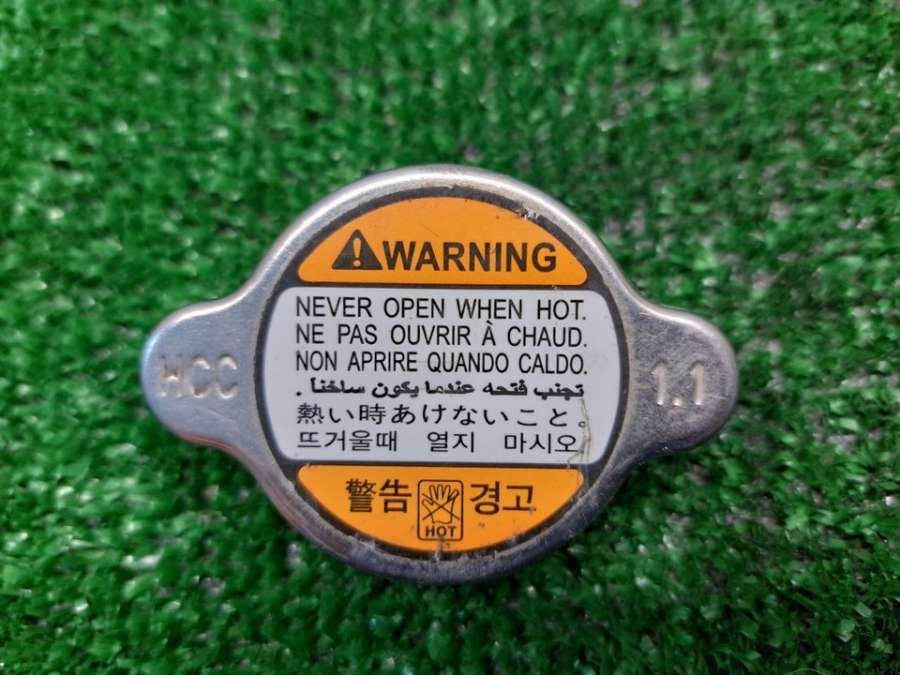 WARNING
NEVER OPEN WHEN HOT.
NE PAS OUVRIR À CHAUD.
NON APRIRE QUANDO CALDO.
تجنب فتحه عندما يكون ساخنا .
熱い時あけないこと。
뜨거울때 열지 마시오
警告 HOT 경고
HCC
1.1